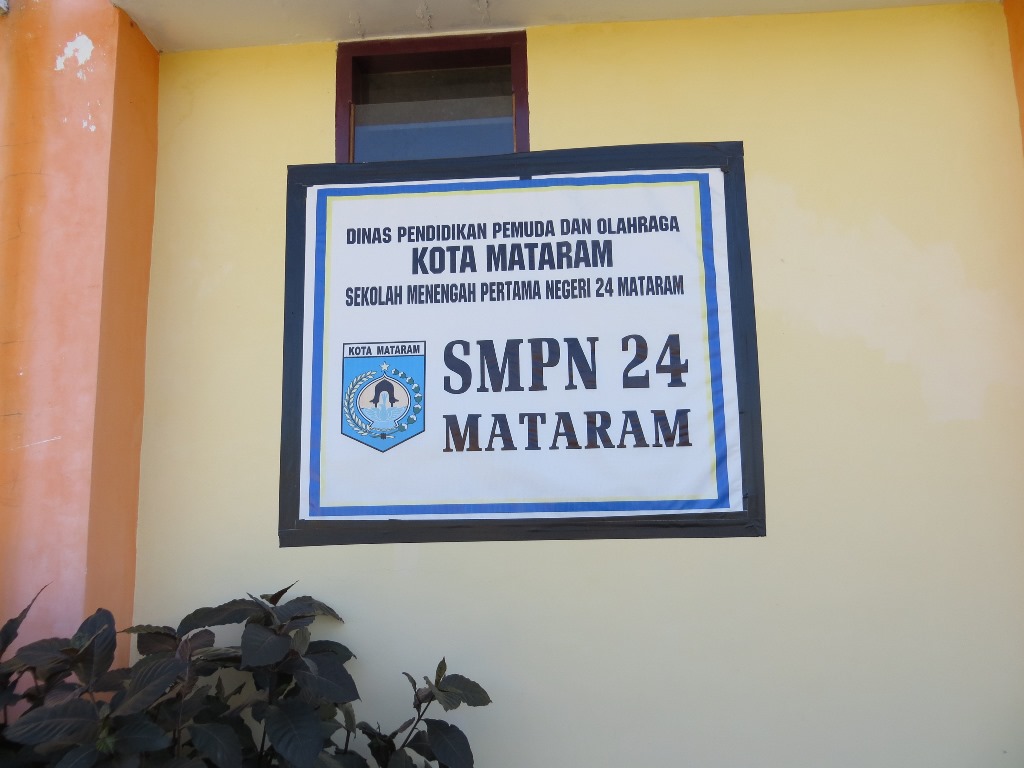 DINAS PENDIDIKAN PEMUDA DAN OLAHRAGA
KOTA MATARAM
SEKOLAH MENENGAH PERTAMA NEGERI 24 MATARAM
KOTA MATARAM
SMPN 24
MATARAM